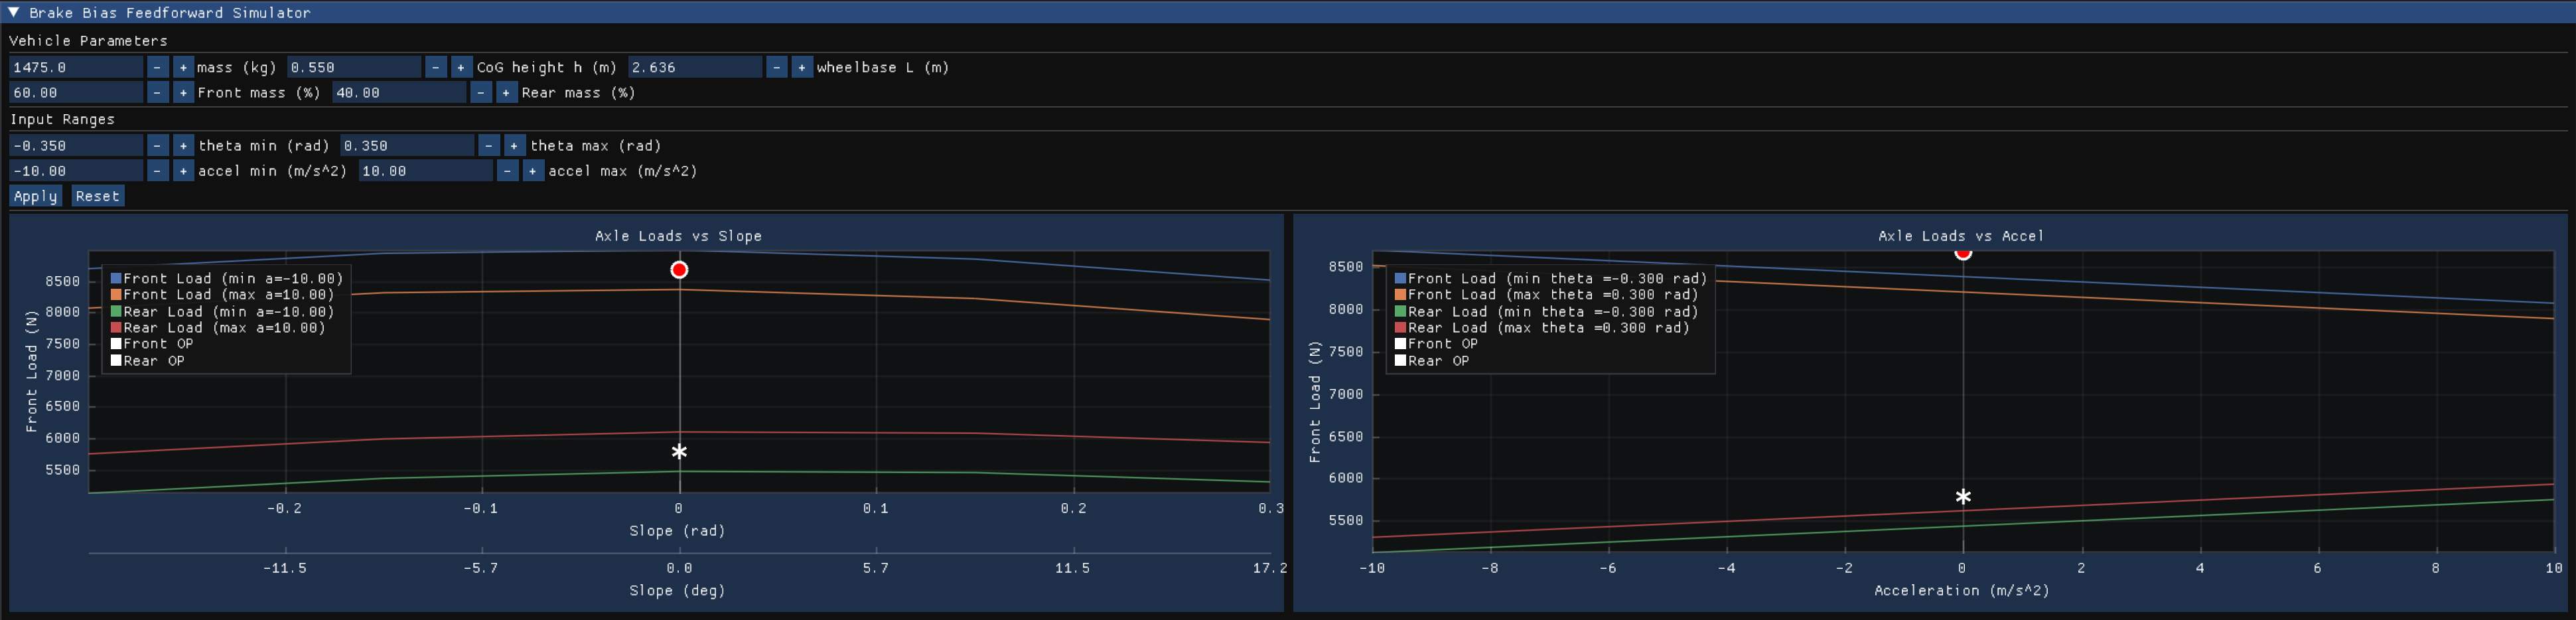 Brake Bias Feedforward Simulator
Vehicle Parameters
1475.0 - + mass (kg) 0.550 - + CoG height h (m) 2.636 - + wheelbase L (m)
60.00 - + Front mass (%) 40.00 - + Rear mass (%)
Input Ranges
-0.350 - + theta min (rad) 0.350 - + theta max (rad)
-10.00 - + accel min (m/s^2) 10.00 - + accel max (m/s^2)
Apply Reset
Axle Loads vs Slope
Front Load (N)
8500
8000
7500
7000
6500
6000
5500
Front Load (min a=-10.00)
Front Load (max a=10.00)
Rear Load (min a=-10.00)
Rear Load (max a=10.00)
Front OP
Rear OP
-0.2 -0.1 0 0.1 0.2 0.3
Slope (rad)
-11.5 -5.7 0.0 5.7 11.5 17.2
Slope (deg)
Axle Loads vs Accel
Front Load (N)
8500
8000
7500
7000
6500
6000
5500
Front Load (min theta =-0.300 rad)
Front Load (max theta =0.300 rad)
Rear Load (min theta =-0.300 rad)
Rear Load (max theta =0.300 rad)
Front OP
Rear OP
-10 -8 -6 -4 -2 0 2 4 6 8 10
Acceleration (m/s^2)